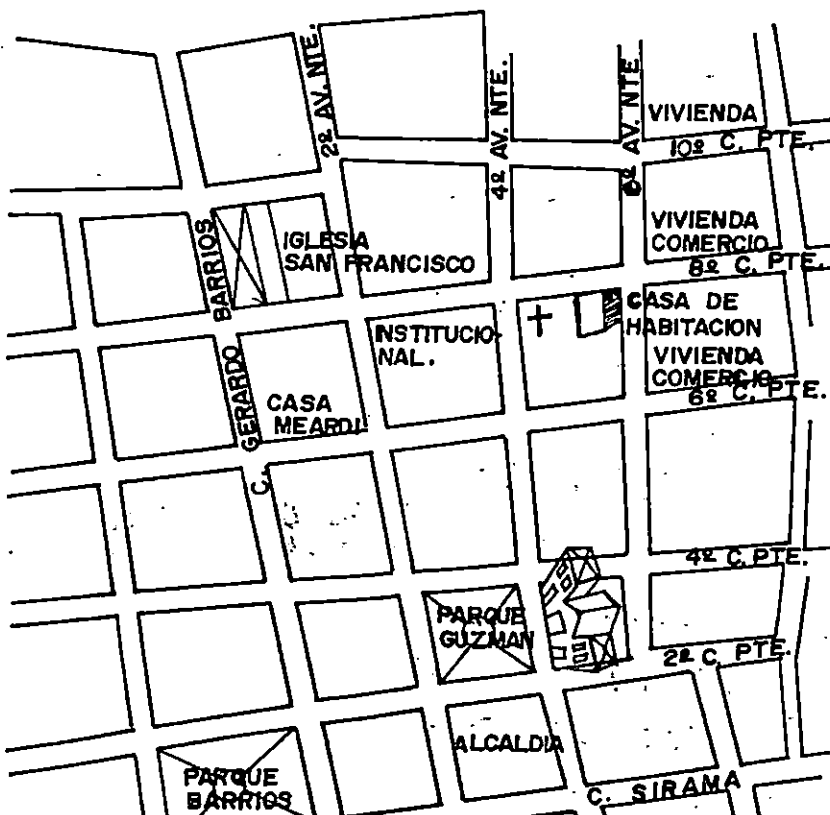 2ª AV. NTE.
4ª AV. NTE.
6ª AV. NTE.
VIVIENDA
10ª C. PTE.
BARRIOS
IGLESIA
SAN FRANCISCO
VIVIENDA
COMERCIO
8ª C. PTE.
INSTITUCIO-
NAL.
CASA DE
HABITACION
VIVIENDA
COMERCIO
6ª C. PTE.
C. GERARDO
CASA
MEARDI
4ª C. PTE.
PARQUE
GUZMAN
2ª C. PTE.
ALCALDIA
PARQUE
BARRIOS
C. SIRAMA